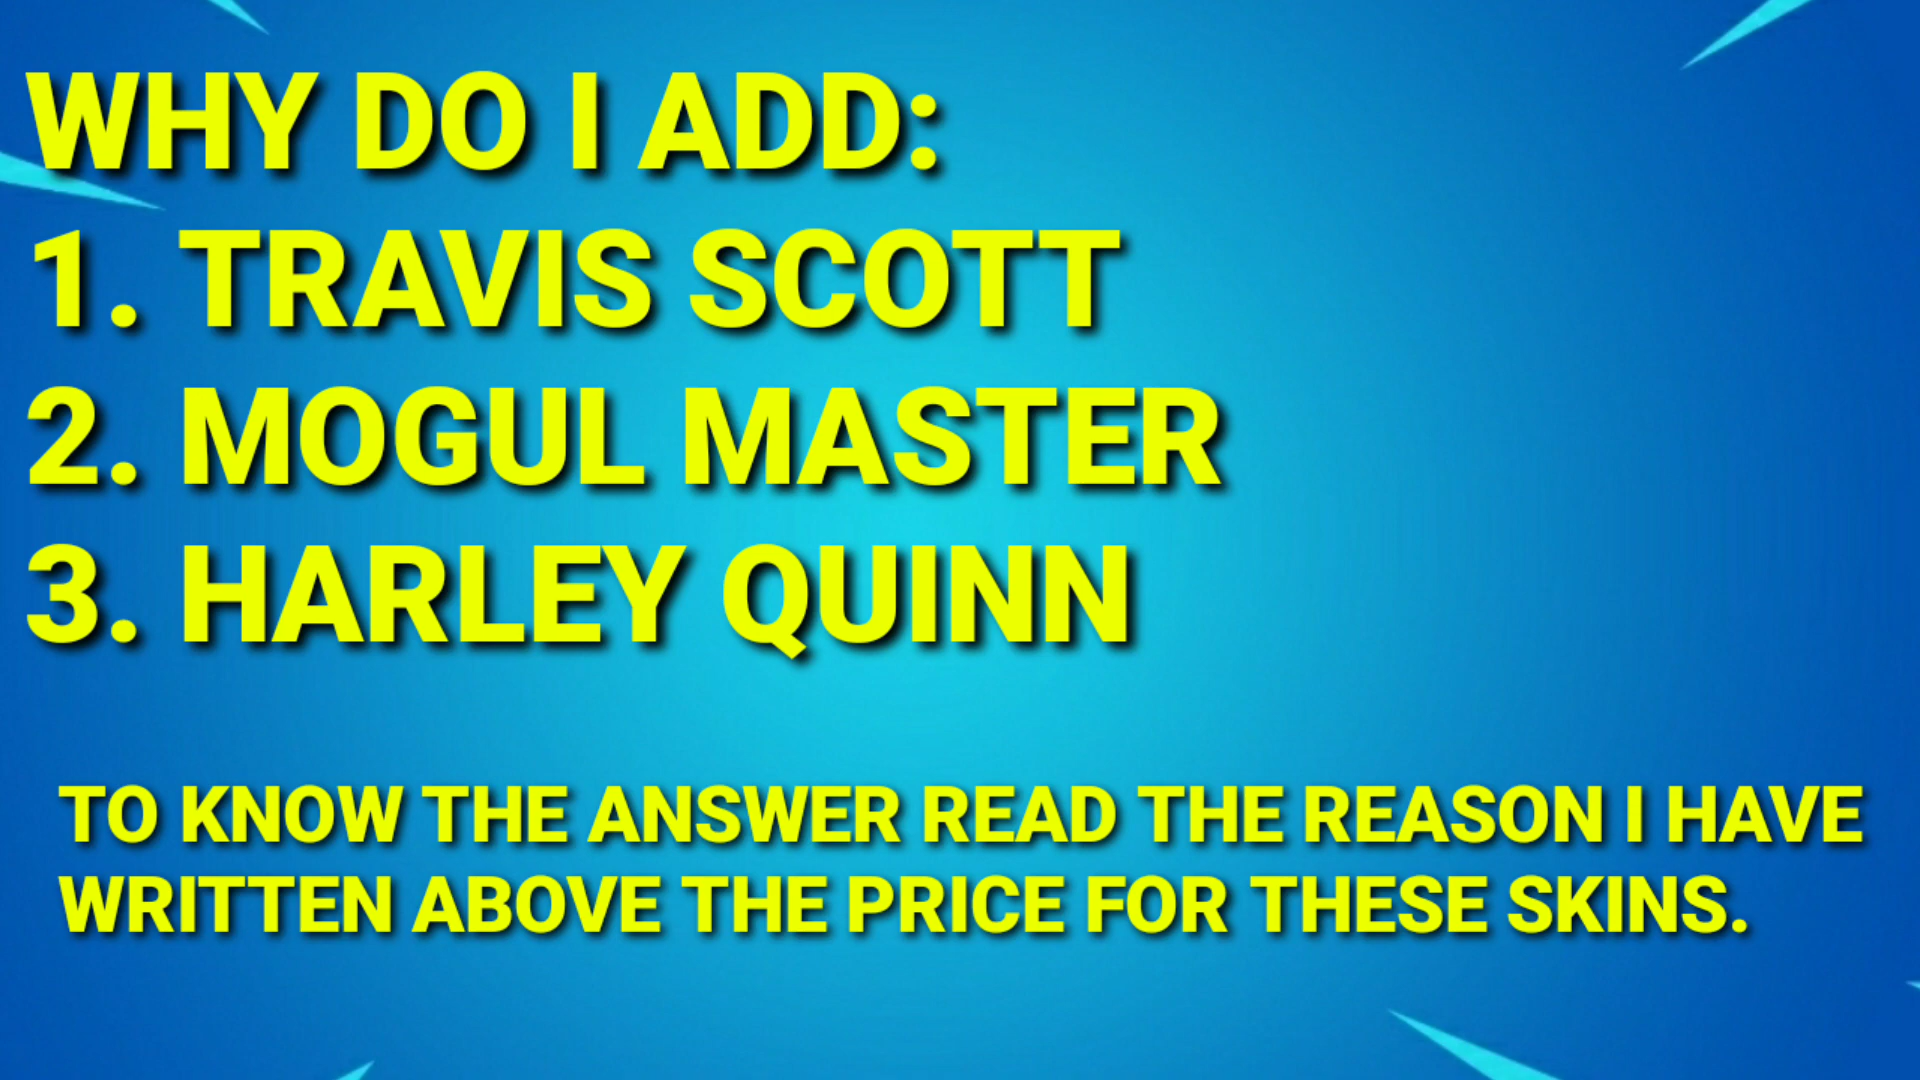 WHY DO I ADD:
1. TRAVIS SCOTT
2. MOGUL MASTER
3. HARLEY QUINN
TO KNOW THE ANSWER READ THE REASON I HAVE
WRITTEN ABOVE THE PRICE FOR THESE SKINS.